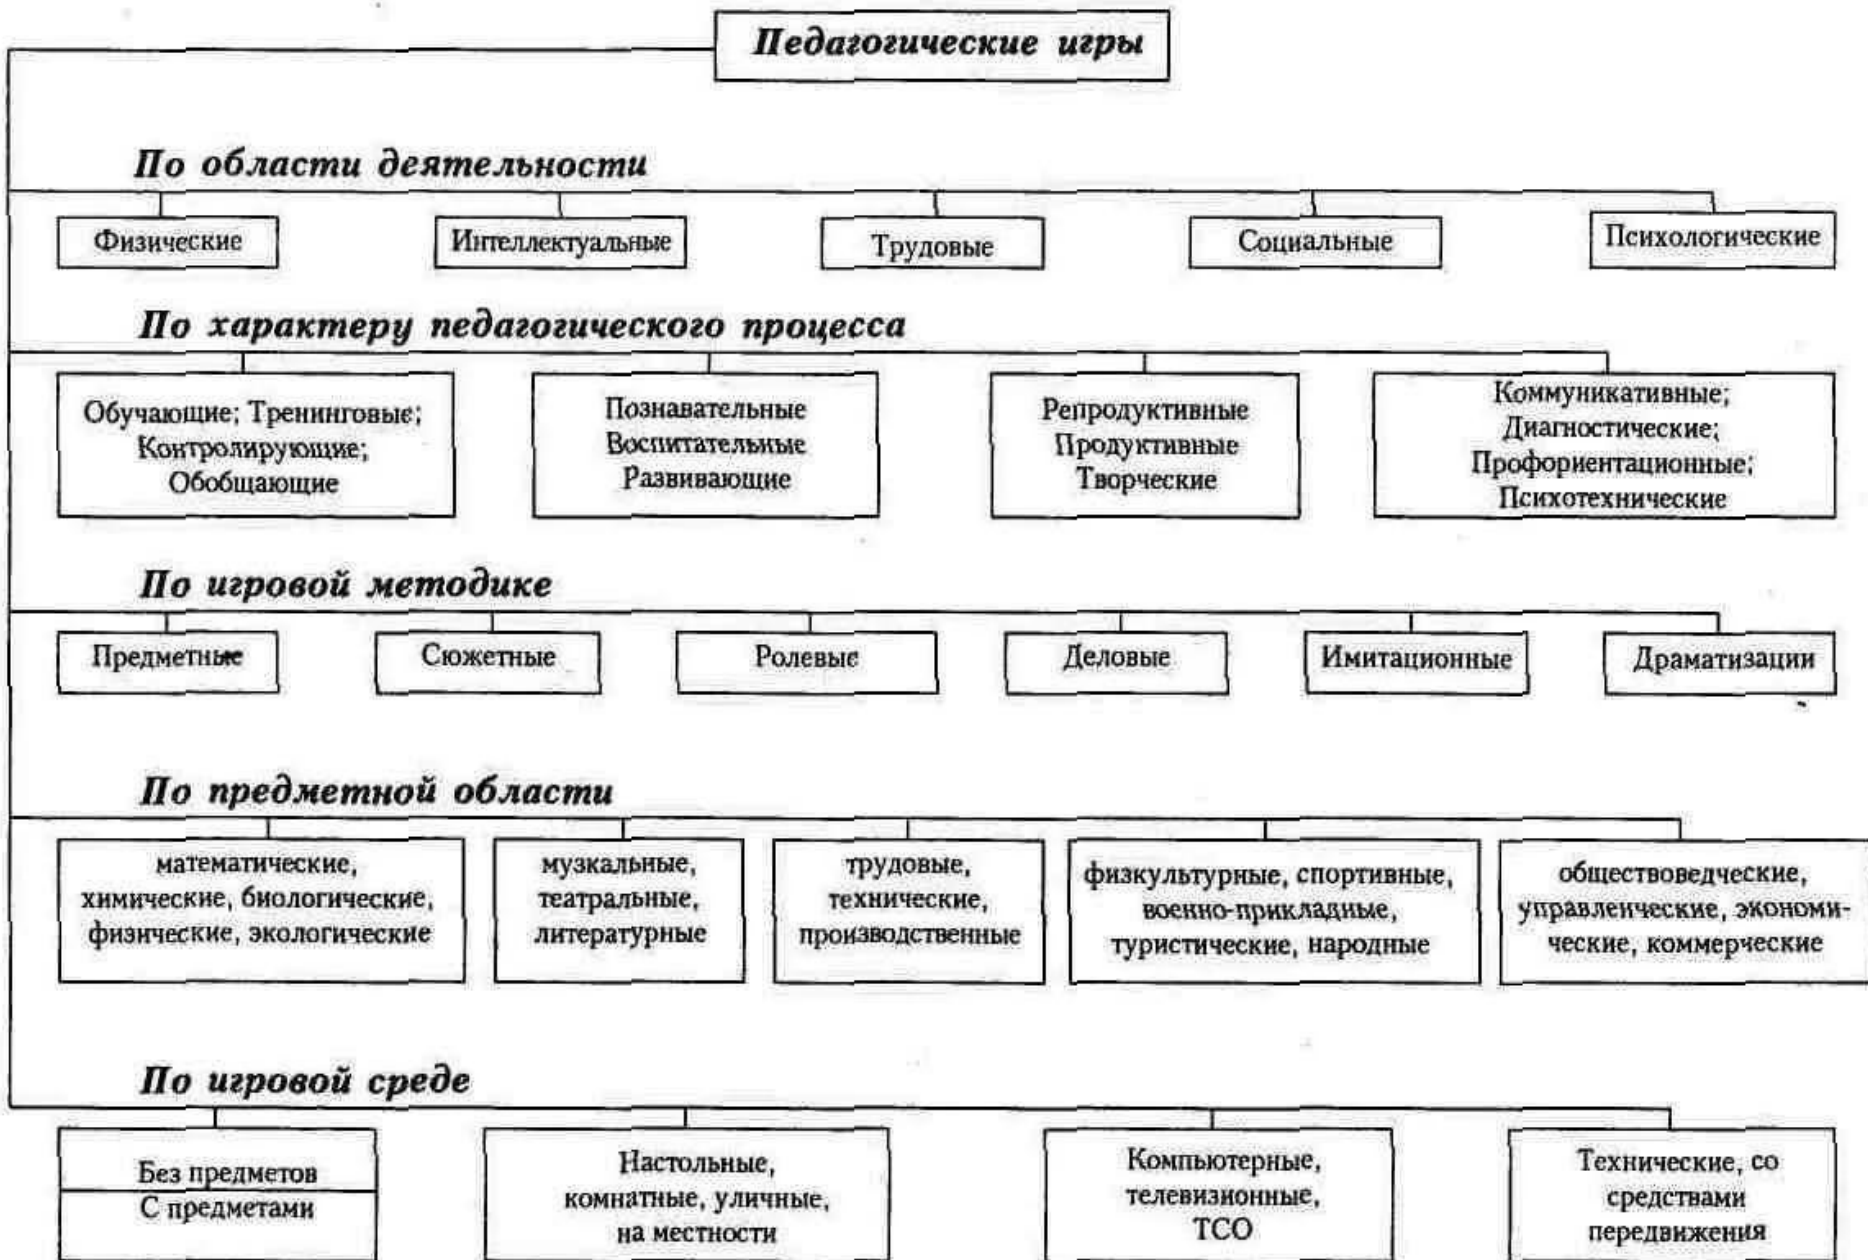 Педагогические игры
По области деятельности
Физические
Интеллектуальные
Трудовые
Социальные
Психологические
По характеру педагогического процесса
Обучающие; Тренинговые;
Контролирующие;
Обобщающие
Познавательные
Воспитательные
Развивающие
Репродуктивные
Продуктивные
Творческие
Коммуникативные;
Диагностические;
Профориентационные;
Психотехнические
По игровой методике
Предметные
Сюжетные
Ролевые
Деловые
Имитационные
Драматизации
По предметной области
математические,
химические, биологические,
физические, экологические
музкальные,
театральные,
литературные
трудовые,
технические,
производственные
физкультурные, спортивные,
военно-прикладные,
туристические, народные
обществоведческие,
управленческие, экономи-
ческие, коммерческие
По игровой среде
Без предметов
С предметами
Настольные,
комнатные, уличные,
на местности
Компьютерные,
телевизионные,
ТСО
Технические, со
средствами
передвижения